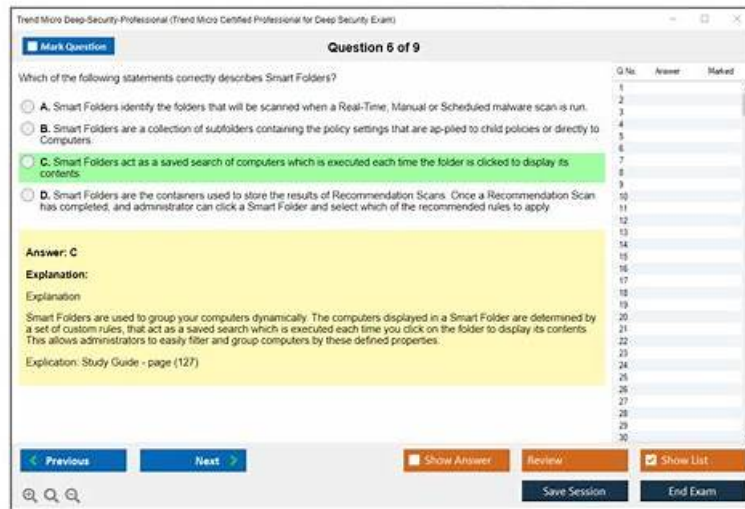 Trend Micro Deep-Security-Professional (Trend Micro Certified Professional for Deep Security Exam)
Mark Question
Question 6 of 9
Q No. Answer Marked
Which of the following statements correctly describes Smart Folders?
A. Smart Folders identify the folders that will be scanned when a Real-Time, Manual or Scheduled malware scan is run.
B. Smart Folders are a collection of subfolders containing the policy settings that are ap-plied to child policies or directly to
Computers.
C. Smart Folders act as a saved search of computers which is executed each time the folder is clicked to display its
contents.
D. Smart Folders are the containers used to store the results of Recommendation Scans. Once a Recommendation Scan
has completed, and administrator can click a Smart Folder and select which of the recommended rules to apply.
Answer: C
Explanation:
Explanation
Smart Folders are used to group your computers dynamically. The computers displayed in a Smart Folder are determined by
a set of custom rules, that act as a saved search which is executed each time you click on the folder to display its contents.
This allows administrators to easily filter and group computers by these defined properties.
Explication: Study Guide - page (127)
1
2
3
4
5
6
7
8
9
10
11
12
13
14
15
16
17
18
19
20
21
22
23
24
25
26
27
28
29
30
Previous
Next
Show Answer
Review
Show List
Save Session
End Exam